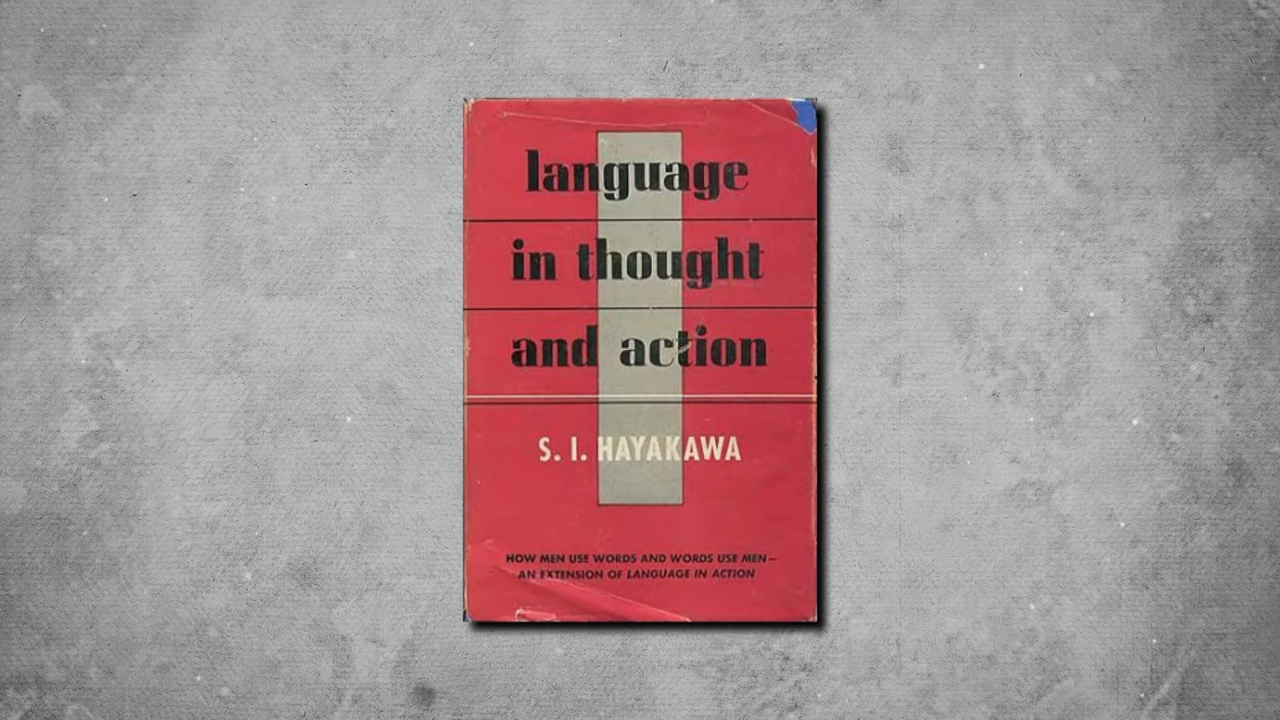 language
in thought
and action
S. I. HAYAKAWA
HOW MEN USE WORDS AND WORDS USE MEN—
AN EXTENSION OF LANGUAGE IN ACTION